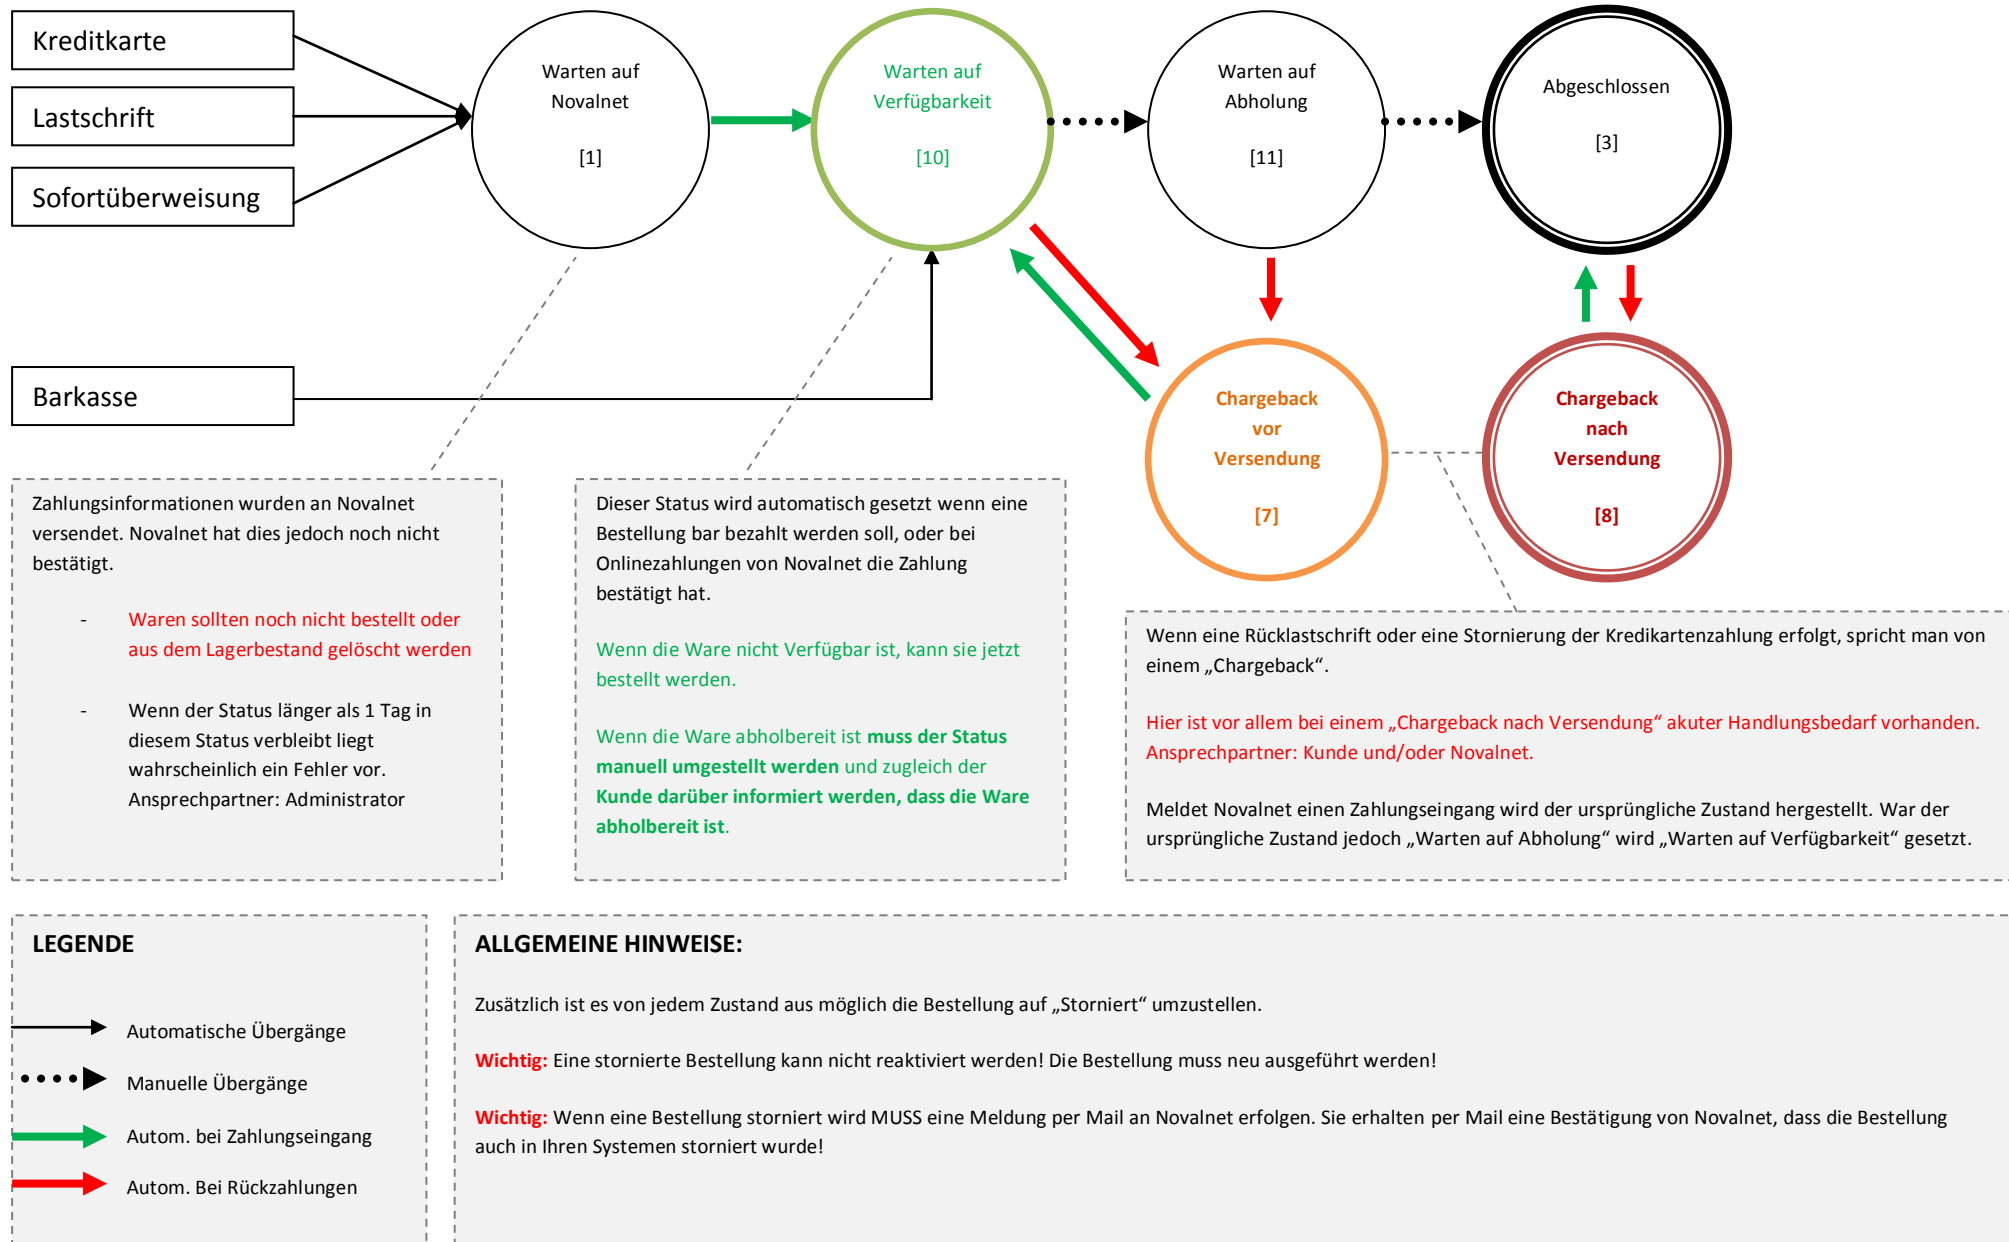 Kreditkarte
Lastschrift
Sofortüberweisung
Barkasse
Warten auf
Novalnet
[1]
Warten auf
Verfügbarkeit
[10]
Warten auf
Abholung
[11]
Abgeschlossen
[3]
Chargeback
vor
Versendung
[7]
Chargeback
nach
Versendung
[8]
Zahlungsinformationen wurden an Novalnet
versendet. Novalnet hat dies jedoch noch nicht
bestätigt.
- Waren sollten noch nicht bestellt oder
aus dem Lagerbestand gelöscht werden
- Wenn der Status länger als 1 Tag in
diesem Status verbleibt liegt
wahrscheinlich ein Fehler vor.
Ansprechpartner: Administrator
Dieser Status wird automatisch gesetzt wenn eine
Bestellung bar bezahlt werden soll, oder bei
Onlinezahlungen von Novalnet die Zahlung
bestätigt hat.
Wenn die Ware nicht Verfügbar ist, kann sie jetzt
bestellt werden.
Wenn die Ware abholbereit ist muss der Status
manuell umgestellt werden und zugleich der
Kunde darüber informiert werden, dass die Ware
abholbereit ist.
Wenn eine Rücklastschrift oder eine Stornierung der Kredikartenzahlung erfolgt, spricht man von
einem „Chargeback“.
Hier ist vor allem bei einem „Chargeback nach Versendung“ akuter Handlungsbedarf vorhanden.
Ansprechpartner: Kunde und/oder Novalnet.
Meldet Novalnet einen Zahlungseingang wird der ursprüngliche Zustand hergestellt. War der
ursprüngliche Zustand jedoch „Warten auf Abholung“ wird „Warten auf Verfügbarkeit“ gesetzt.
LEGENDE
Automatische Übergänge
Manuelle Übergänge
Autom. bei Zahlungseingang
Autom. Bei Rückzahlungen
ALLGEMEINE HINWEISE:
Zusätzlich ist es von jedem Zustand aus möglich die Bestellung auf „Storniert“ umzustellen.
Wichtig: Eine stornierte Bestellung kann nicht reaktiviert werden! Die Bestellung muss neu ausgeführt werden!
Wichtig: Wenn eine Bestellung storniert wird MUSS eine Meldung per Mail an Novalnet erfolgen. Sie erhalten per Mail eine Bestätigung von Novalnet, dass die Bestellung
auch in Ihren Systemen storniert wurde!